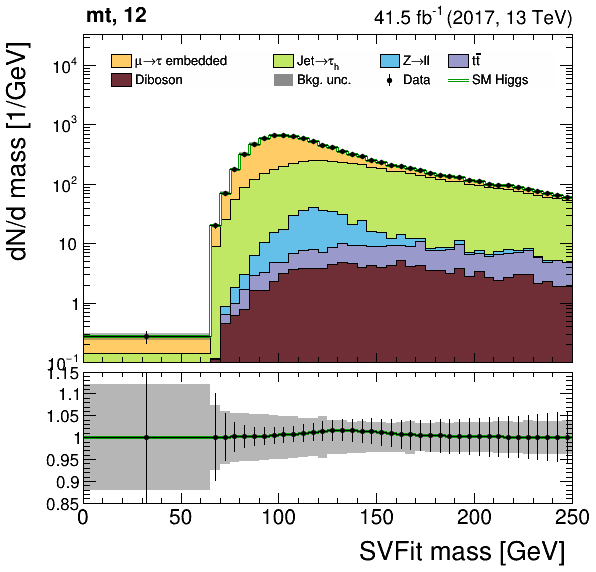 mt, 12 41.5 fb⁻¹ (2017, 13 TeV)
μ→τ embedded Jet→τₕ Z→ll tt̄
Diboson Bkg. unc. Data SM Higgs
dN/d mass [1/GeV]
10⁴
10³
10²
10
1
10⁻¹
1.15
1.1
1.05
1
0.95
0.9
0.85
0 50 100 150 200 250
SVFit mass [GeV]